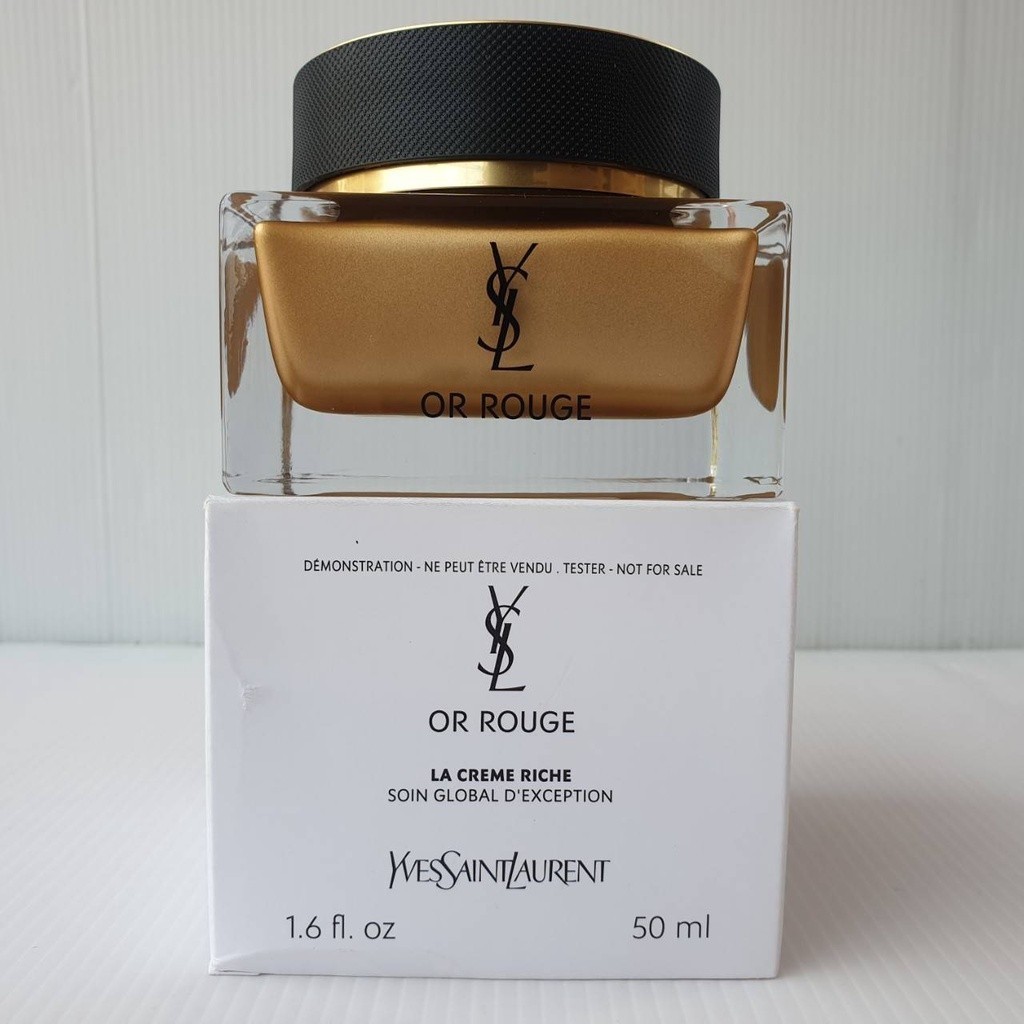 YSL
OR ROUGE
DÉMONSTRATION - NE PEUT ÊTRE VENDU . TESTER - NOT FOR SALE
YSL
OR ROUGE
LA CREME RICHE
SOIN GLOBAL D'EXCEPTION
YVESSAINTLAURENT
1.6 fl. oz 50 ml